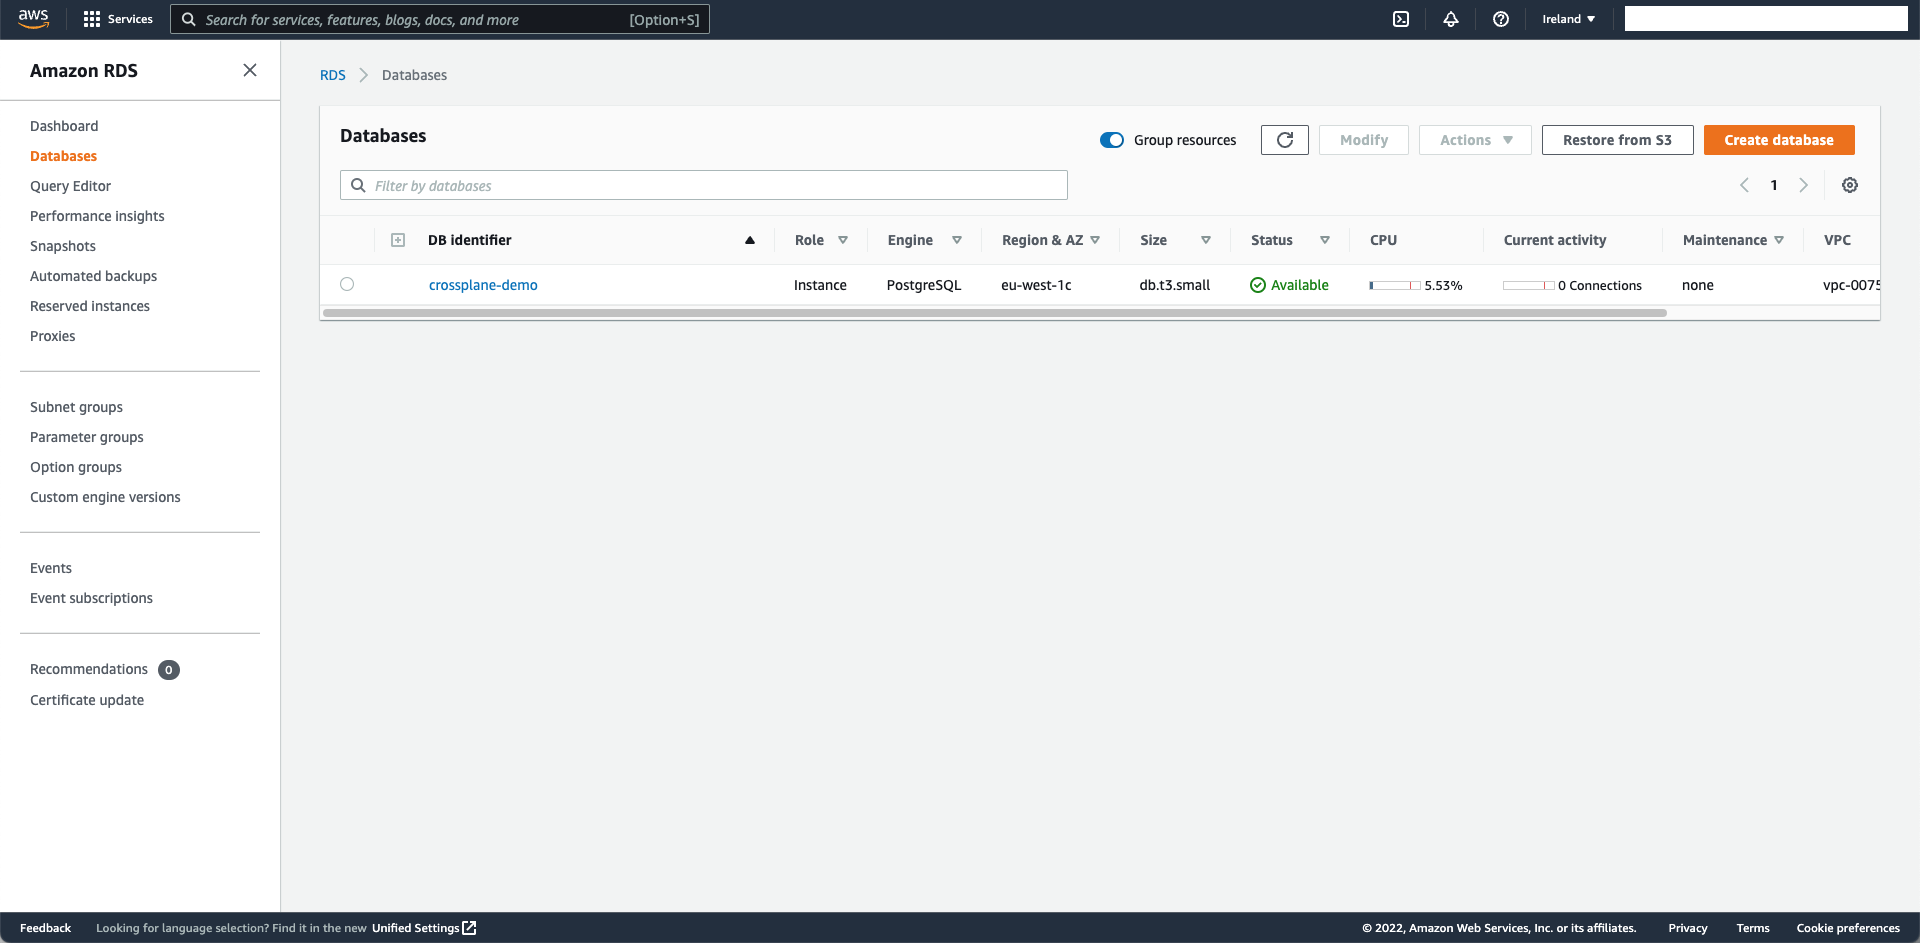 aws Services Search for services, features, blogs, docs, and more [Option+S] Ireland
Amazon RDS
Dashboard
Databases
Query Editor
Performance insights
Snapshots
Automated backups
Reserved instances
Proxies
Subnet groups
Parameter groups
Option groups
Custom engine versions
Events
Event subscriptions
Recommendations 0
Certificate update
RDS Databases
Databases Group resources Modify Actions Restore from S3 Create database
Filter by databases 1
DB identifier Role Engine Region & AZ Size Status CPU Current activity Maintenance VPC
crossplane-demo Instance PostgreSQL eu-west-1c db.t3.small Available 5.53% 0 Connections none vpc-0075
Feedback Looking for language selection? Find it in the new Unified Settings © 2022, Amazon Web Services, Inc. or its affiliates. Privacy Terms Cookie preferences